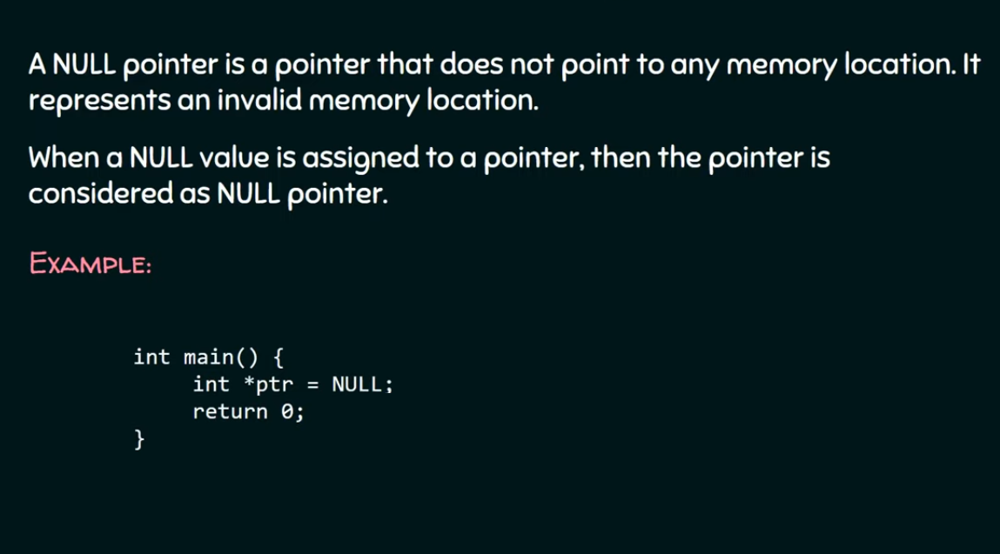 A NULL pointer is a pointer that does not point to any memory location. It
represents an invalid memory location.
When a NULL value is assigned to a pointer, then the pointer is
considered as NULL pointer.
EXAMPLE:
int main() {
int *ptr = NULL;
return 0;
}